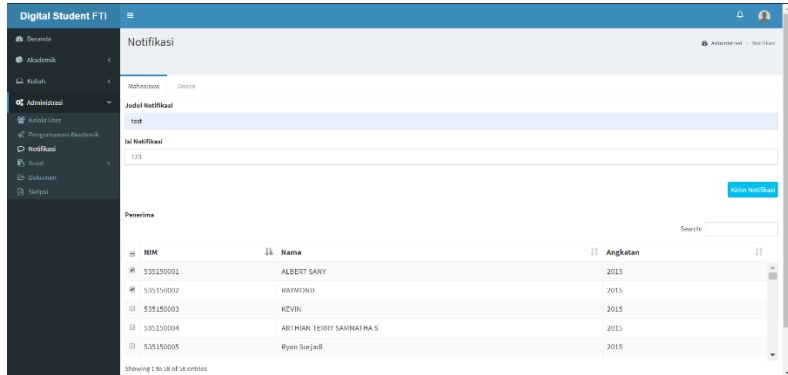 Digital Student FTI
Beranda
Akademik
Kuliah
Administrasi
Kelola User
Pengumuman Akademik
Notifikasi
Surat
Dokumen
Skripsi
Notifikasi
Administrasi > Notifikasi
Mahasiswa Dosen
Judul Notifikasi
test
Isi Notifikasi
123
Kirim Notifikasi
Penerima
Search:
NIM Nama Angkatan
535150001 ALBERT SANY 2015
535150002 RAYMOND 2015
535150003 KEVIN 2015
535150004 ARTHIAN TERRY SAMMATHA S 2015
535150005 Ryan Surjadi 2015
Showing 1 to 58 of 58 entries